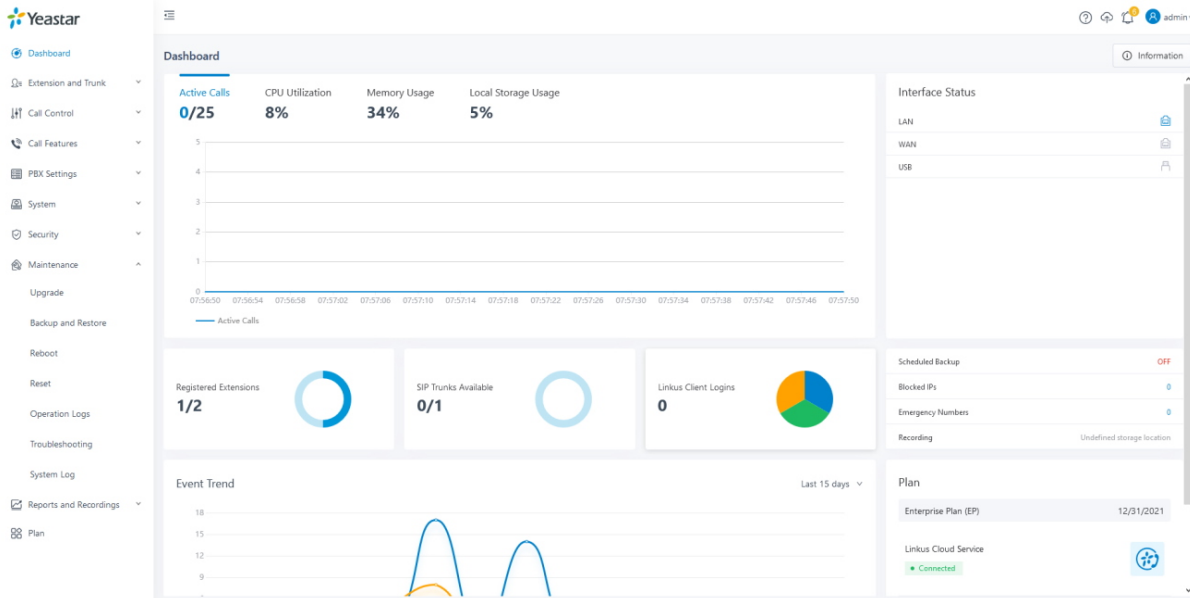 Yeastar
6
admin
Dashboard
Extension and Trunk
Call Control
Call Features
PBX Settings
System
Security
Maintenance
Upgrade
Backup and Restore
Reboot
Reset
Operation Logs
Troubleshooting
System Log
Reports and Recordings
Plan
Dashboard
Information
Active Calls CPU Utilization Memory Usage Local Storage Usage
0/25 8% 34% 5%
5
4
3
2
1
0
07:56:50 07:56:54 07:56:58 07:57:02 07:57:06 07:57:10 07:57:14 07:57:18 07:57:22 07:57:26 07:57:30 07:57:34 07:57:38 07:57:42 07:57:46 07:57:50
Active Calls
Interface Status
LAN
WAN
USB
Registered Extensions
1/2
SIP Trunks Available
0/1
Linkus Client Logins
0
Scheduled Backup OFF
Blocked IPs 0
Emergency Numbers 0
Recording Undefined storage location
Event Trend Last 15 days
18
15
12
9
Plan
Enterprise Plan (EP) 12/31/2021
Linkus Cloud Service
Connected